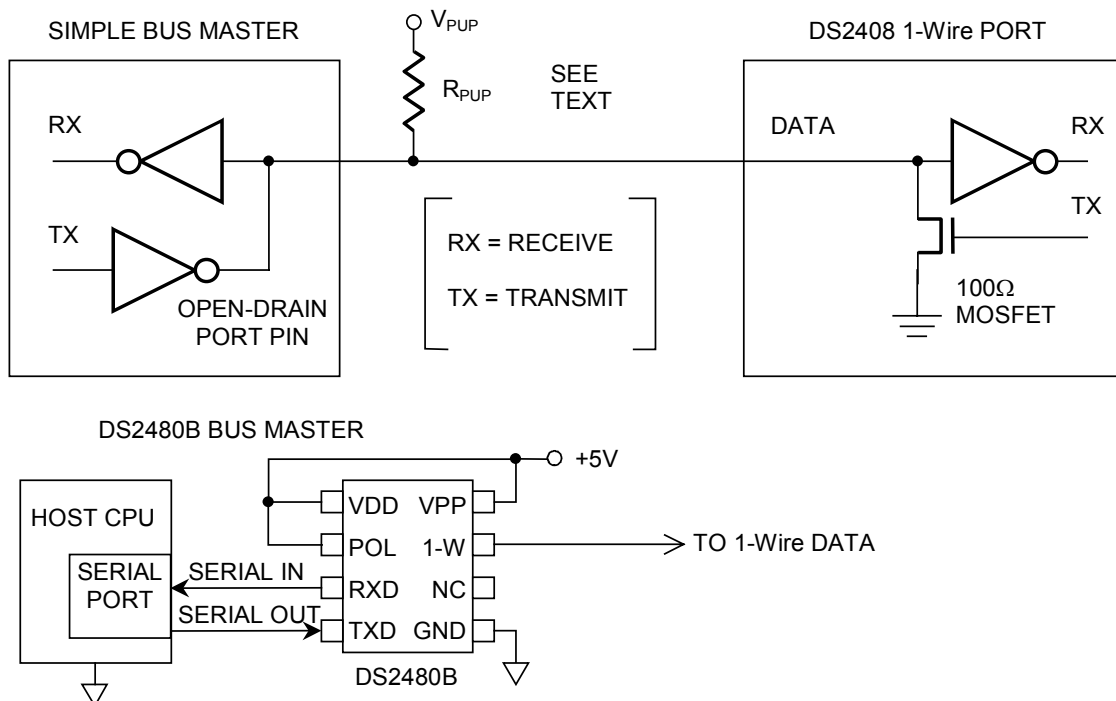 SIMPLE BUS MASTER
V_PUP
DS2408 1-Wire PORT
R_PUP
SEE
TEXT
RX
DATA
RX
TX
TX
RX = RECEIVE
TX = TRANSMIT
OPEN-DRAIN
PORT PIN
100Ω
MOSFET
DS2480B BUS MASTER
+5V
HOST CPU
VDD
VPP
POL
1-W
TO 1-Wire DATA
SERIAL
PORT
SERIAL IN
RXD
NC
SERIAL OUT
TXD
GND
DS2480B